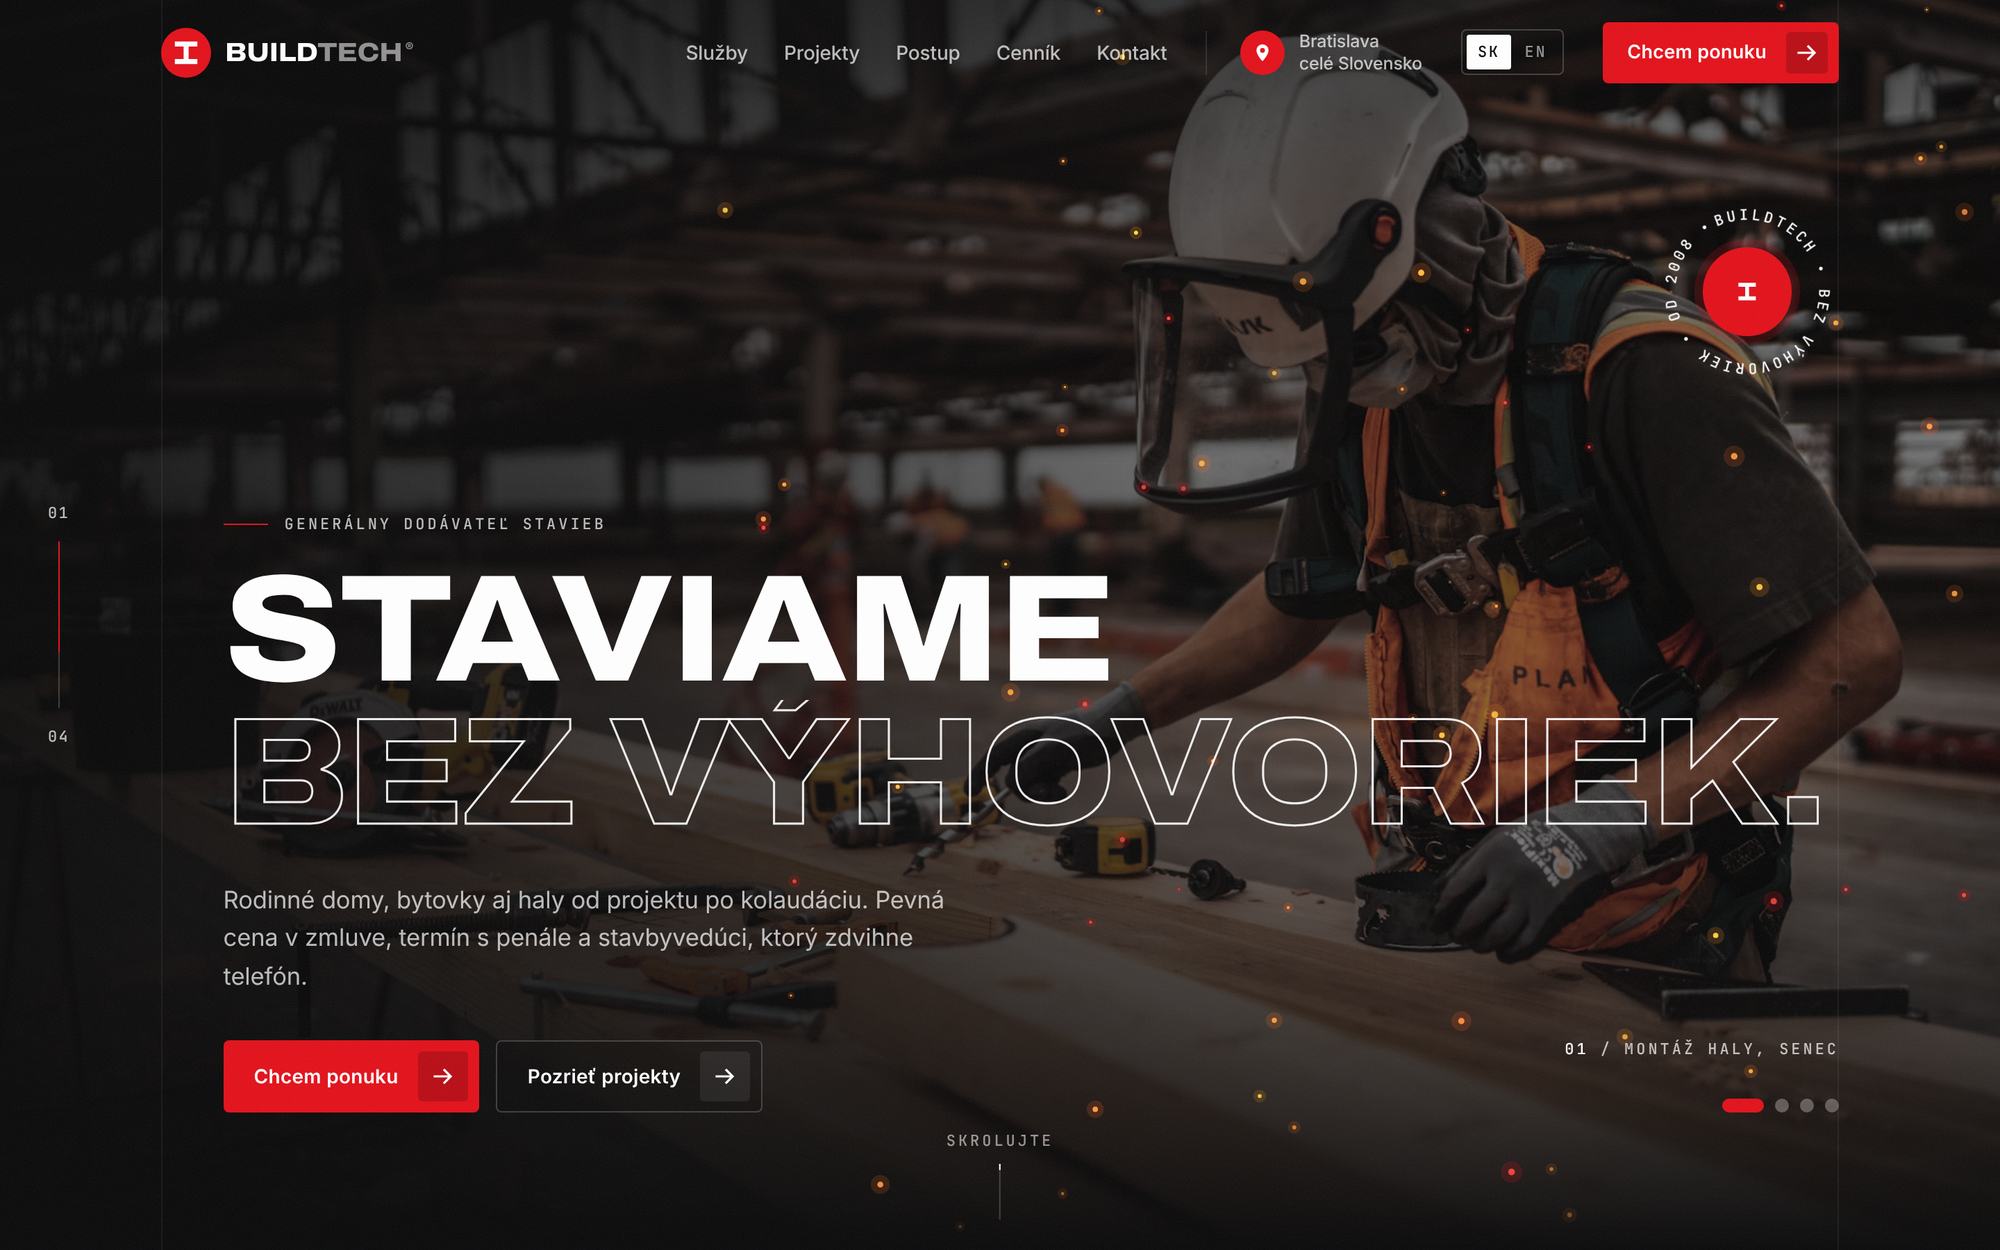 BUILDTECH®
Služby
Projekty
Postup
Cenník
Kontakt
Bratislava
celé Slovensko
SK
EN
Chcem ponuku
OD 2008 • BUILDTECH • BEZ VÝHOVORIEK •
PLAN
01
04
GENERÁLNY DODÁVATEĽ STAVIEB
STAVIAME
BEZ VÝHOVORIEK.
DEWALT
Rodinné domy, bytovky aj haly od projektu po kolaudáciu. Pevná
cena v zmluve, termín s penále a stavbyvedúci, ktorý zdvihne
telefón.
Chcem ponuku
Pozrieť projekty
01 / MONTÁŽ HALY, SENEC
SKROLUJTE